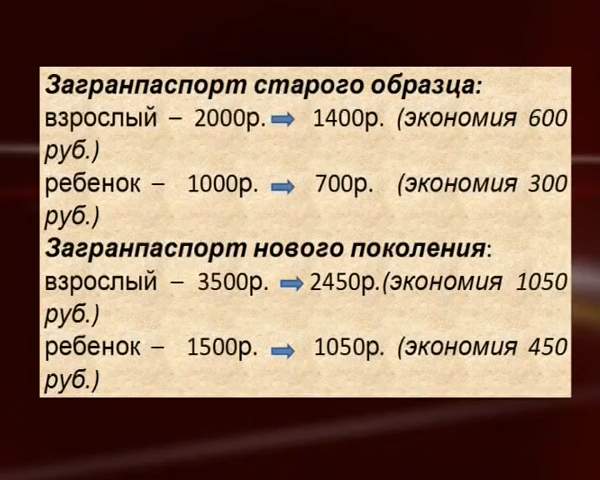 Загранпаспорт старого образца:
взрослый – 2000р. 1400р. (экономия 600
руб.)
ребенок – 1000р. 700р. (экономия 300
руб.)
Загранпаспорт нового поколения:
взрослый – 3500р. 2450р.(экономия 1050
руб.)
ребенок – 1500р. 1050р. (экономия 450
руб.)